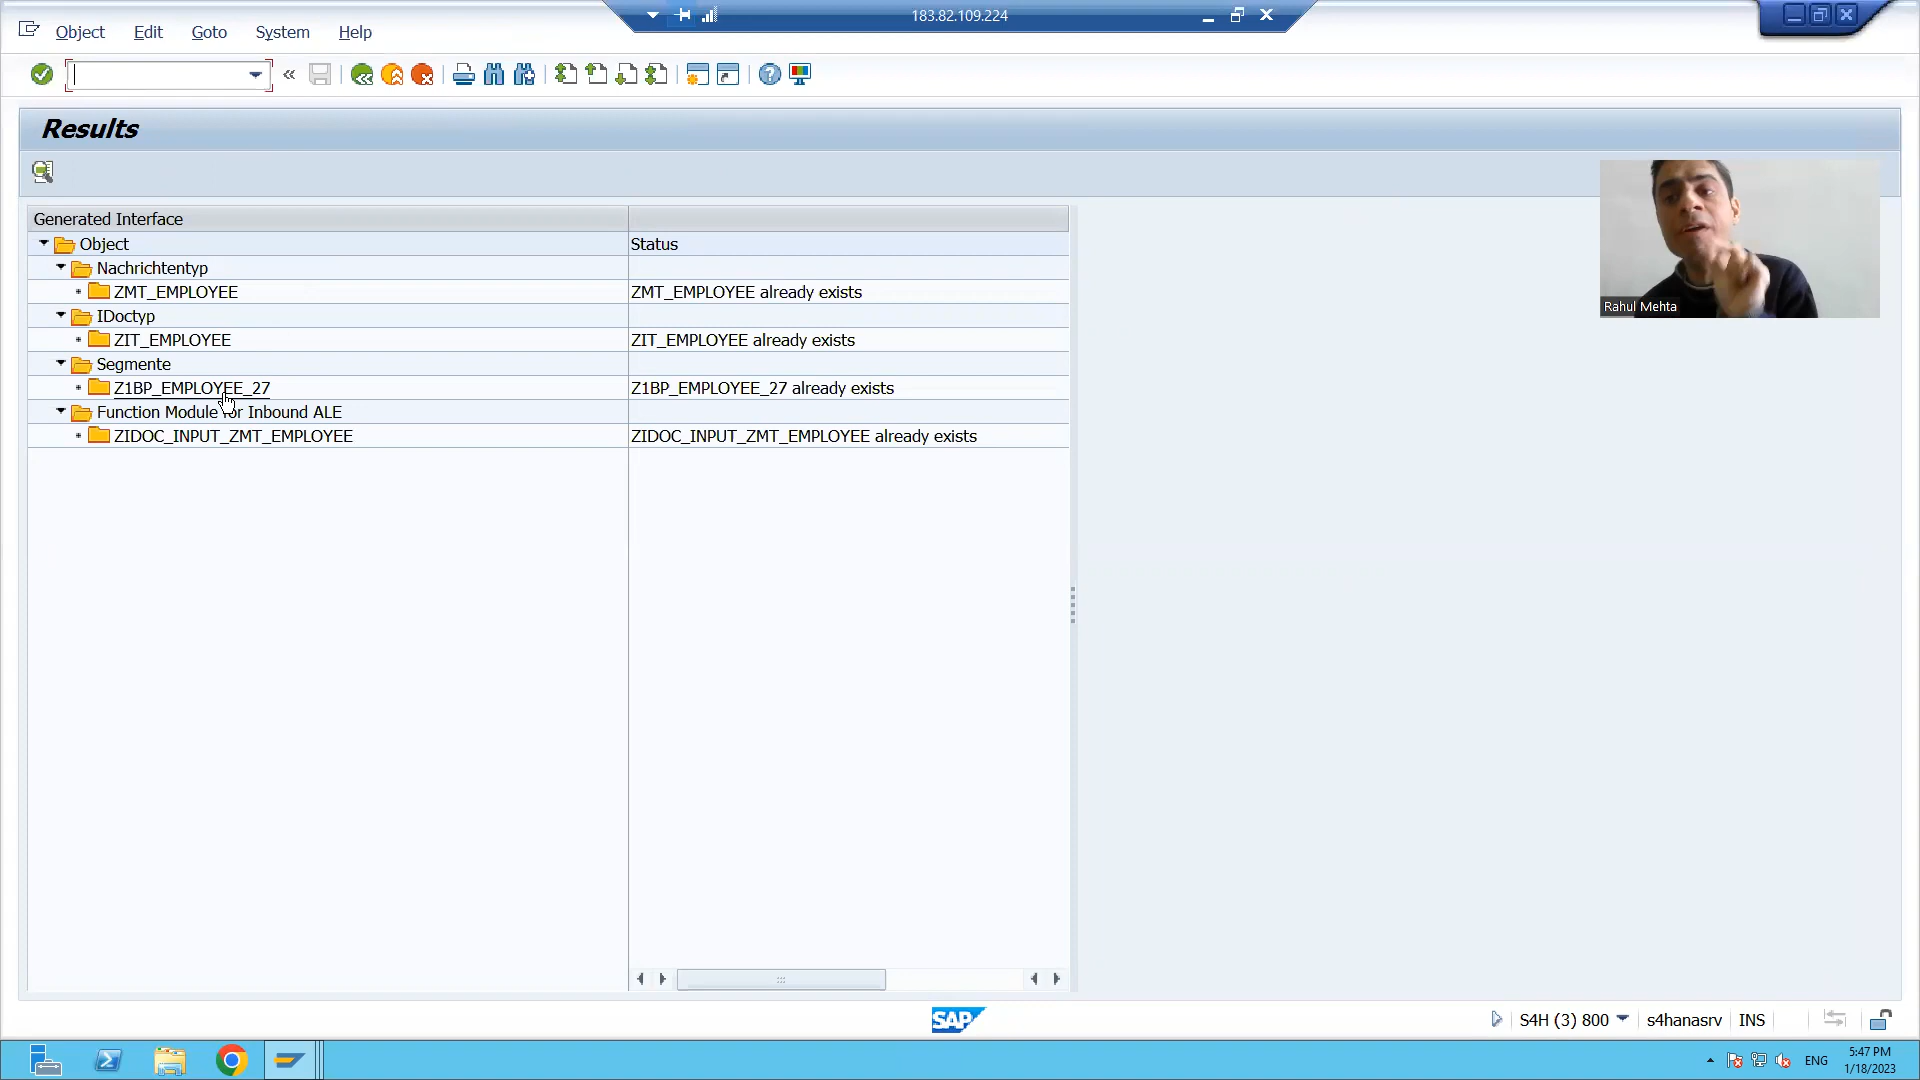 183.82.109.224
Object Edit Goto System Help
Results
Generated Interface
Object Status
Nachrichtentyp
ZMT_EMPLOYEE ZMT_EMPLOYEE already exists
IDoctyp
ZIT_EMPLOYEE ZIT_EMPLOYEE already exists
Segmente
Z1BP_EMPLOYEE_27 Z1BP_EMPLOYEE_27 already exists
Function Module for Inbound ALE
ZIDOC_INPUT_ZMT_EMPLOYEE ZIDOC_INPUT_ZMT_EMPLOYEE already exists
Rahul Mehta
SAP
S4H (3) 800 s4hanasrv INS
ENG
5:47 PM
1/18/2023